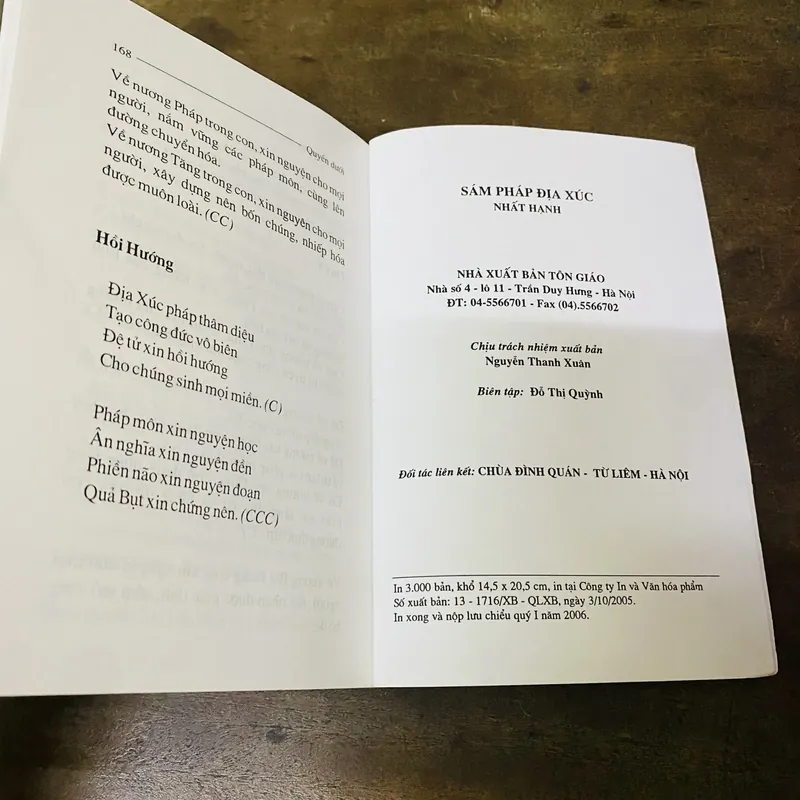 168
Quyển dưới
Về nương Pháp trong con, xin nguyện cho mọi
người, nắm vững các pháp môn, cùng lên
đường chuyển hóa.
Về nương Tăng trong con, xin nguyên cho mọi
người, xây dựng nên bốn chúng, nhiếp hóa
được muôn loài. (CC)
Hồi Hướng
Địa Xúc pháp thâm diệu
Tạo công đức vô biên
Đệ tử xin hồi hướng
Cho chúng sinh mọi miền. (C)
Pháp môn xin nguyện học
Ân nghĩa xin nguyện đền
Phiền não xin nguyện đoạn
Quả Bụt xin chứng nên. (CCC)
SÁM PHÁP ĐỊA XÚC
NHẤT HẠNH
NHÀ XUẤT BẢN TÔN GIÁO
Nhà số 4 - lô 11 - Trần Duy Hưng - Hà Nội
ĐT: 04-5566701 - Fax (04).5566702
Chịu trách nhiệm xuất bản
Nguyễn Thanh Xuân
Biên tập: Đỗ Thị Quỳnh
Đối tác liên kết: CHÙA ĐÌNH QUÁN - TỪ LIÊM - HÀ NỘI
In 3.000 bản, khổ 14,5 x 20,5 cm, in tại Công ty In và Văn hóa phẩm
Số xuất bản: 13 - 1716/XB - QLXB, ngày 3/10/2005.
In xong và nộp lưu chiểu quý I năm 2006.